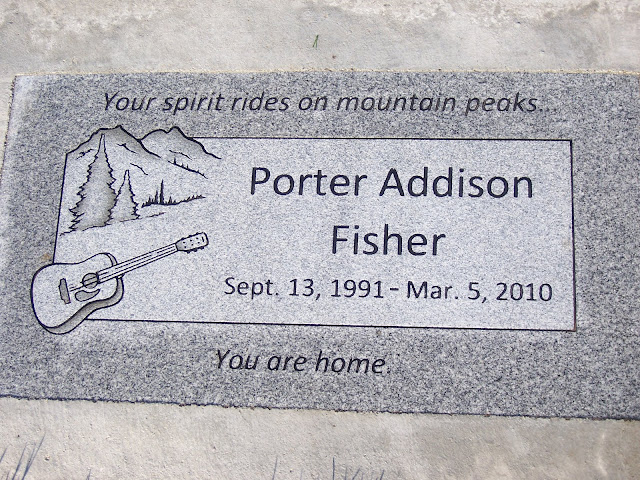 Your spirit rides on mountain peaks...
Porter Addison
Fisher
Sept. 13, 1991 - Mar. 5, 2010
You are home.